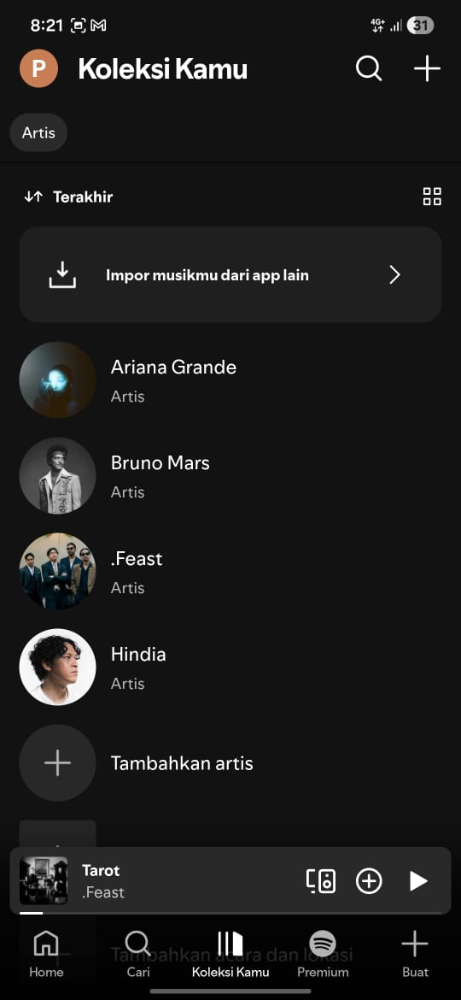 8:21
4G+
31
P
Koleksi Kamu
Artis
Terakhir
Impor musikmu dari app lain
Ariana Grande
Artis
Bruno Mars
Artis
.Feast
Artis
Hindia
Artis
Tambahkan artis
Tarot
.Feast
Tambahkan acara dan lokasi
Home
Cari
Koleksi Kamu
Premium
Buat